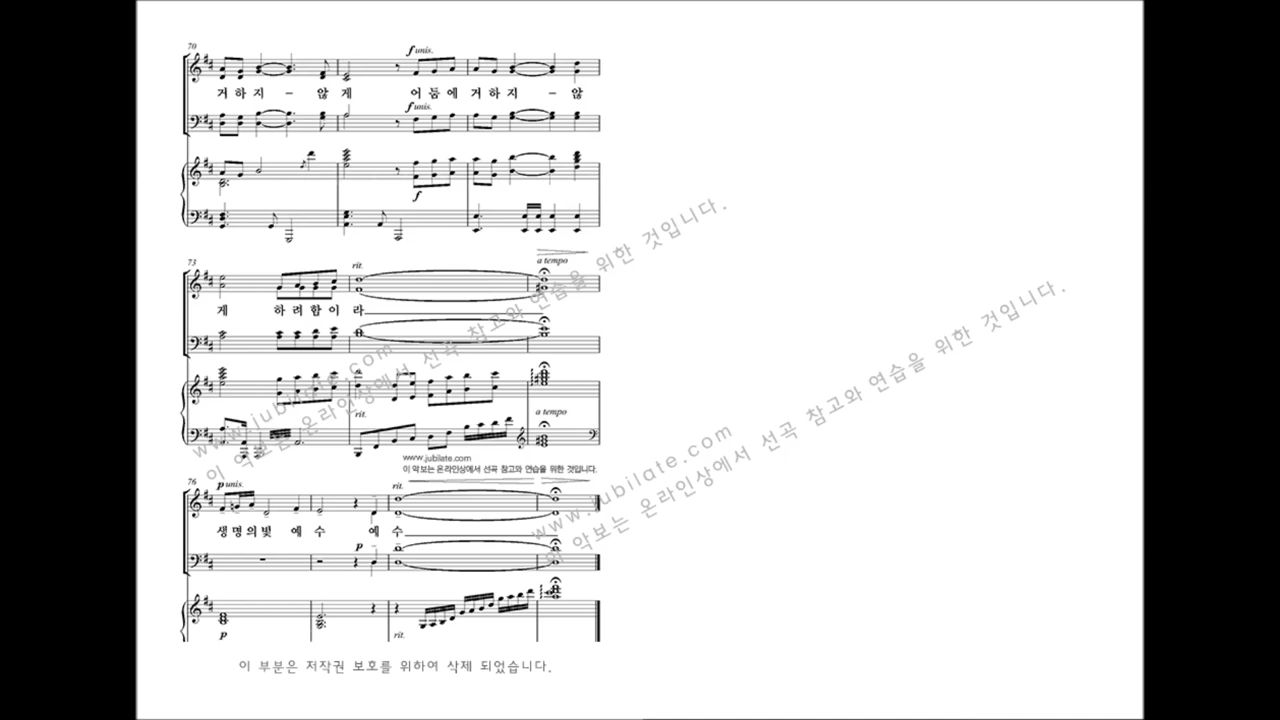 70
f unis.
거 하 지 – 않 게 어 둠 에 거 하 지 – 않
f unis.
f
73
rit.
a tempo
게 하 려 함 이 라
rit.
a tempo
www.jubilate.com
이 악보는 온라인상에서 선곡 참고와 연습을 위한 것입니다.
www.jubilate.com
이 악보는 온라인상에서 선곡 참고와 연습을 위한 것입니다.
76
p unis.
rit.
생 명 의 빛 예 수 예 수
p
p
rit.
www.jubilate.com
이 악보는 온라인상에서 선곡 참고와 연습을 위한 것입니다.
이 부분은 저작권 보호를 위하여 삭제 되었습니다.